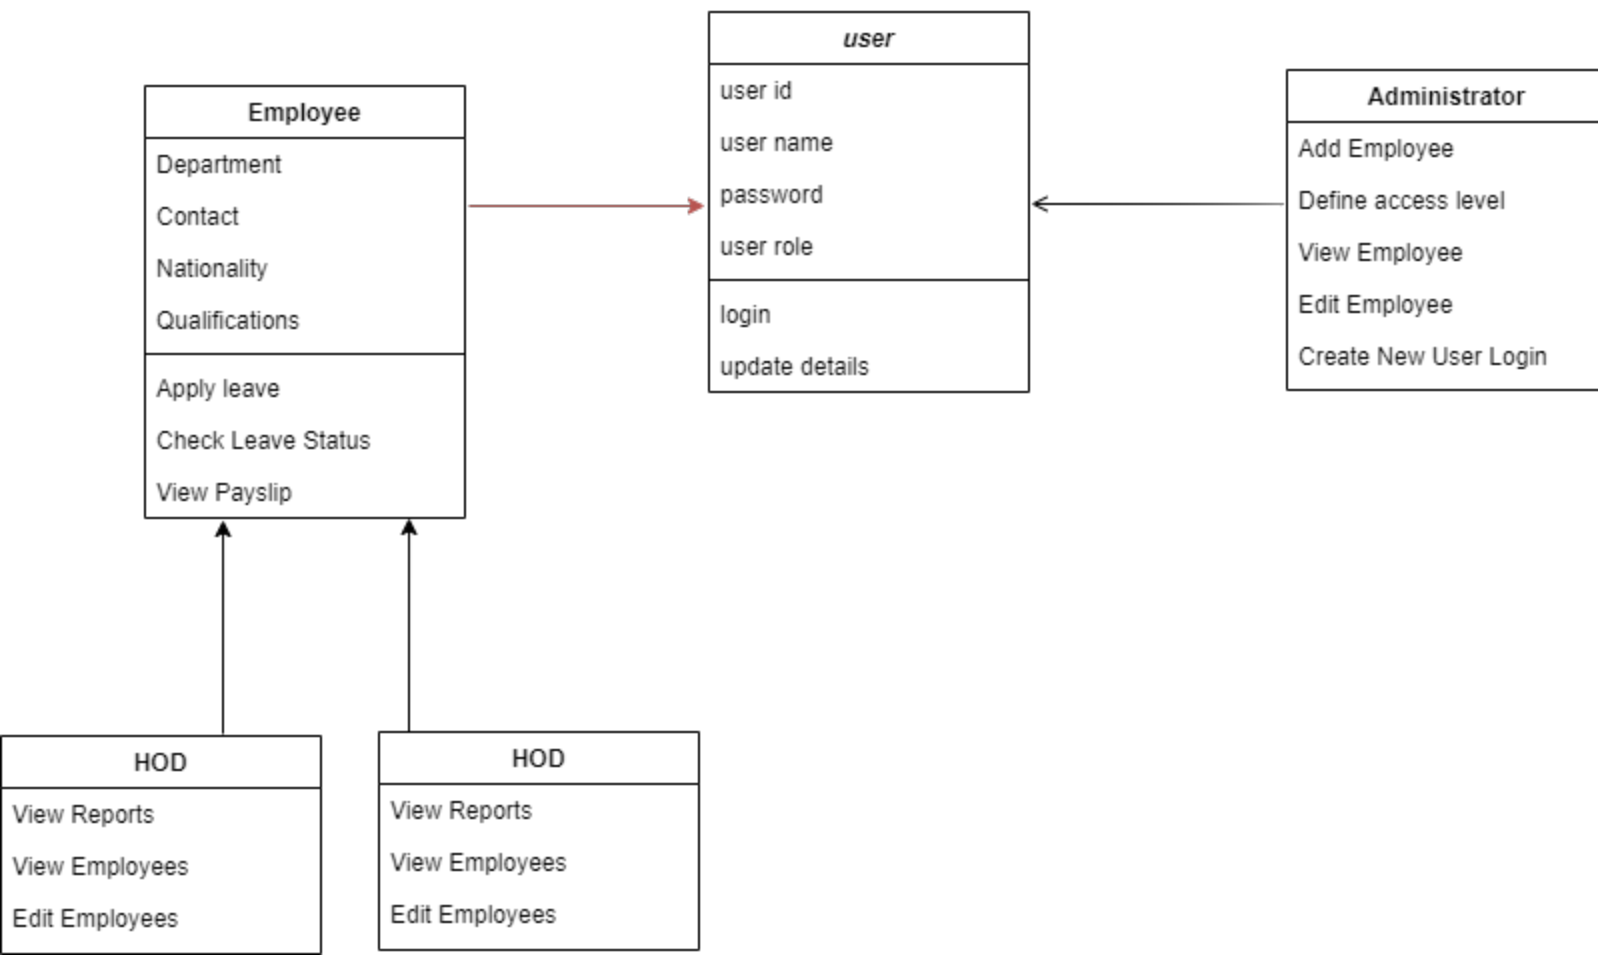 user
user id
user name
password
user role
login
update details
Employee
Department
Contact
Nationality
Qualifications
Apply leave
Check Leave Status
View Payslip
Administrator
Add Employee
Define access level
View Employee
Edit Employee
Create New User Login
HOD
View Reports
View Employees
Edit Employees
HOD
View Reports
View Employees
Edit Employees